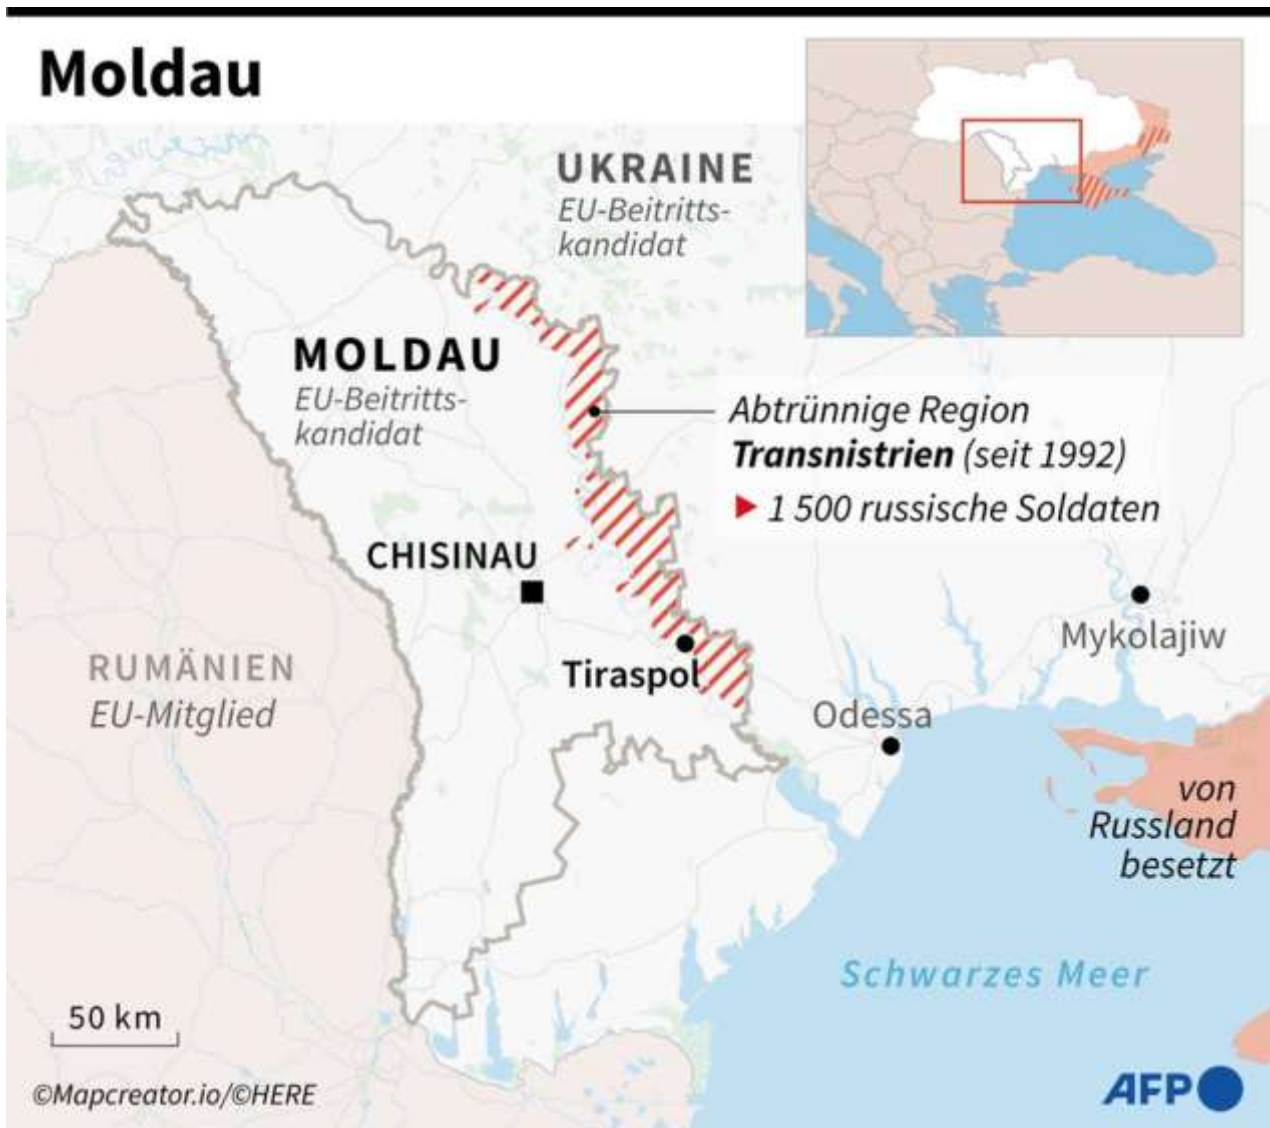 Moldau
UKRAINE
EU-Beitritts-
kandidat
MOLDAU
EU-Beitritts-
kandidat
Abtrünnige Region
Transnistrien (seit 1992)
▶ 1 500 russische Soldaten
CHISINAU
Mykolajiw
RUMÄNIEN
EU-Mitglied
Tiraspol
Odessa
von
Russland
besetzt
Schwarzes Meer
50 km
©Mapcreator.io/©HERE
AFP